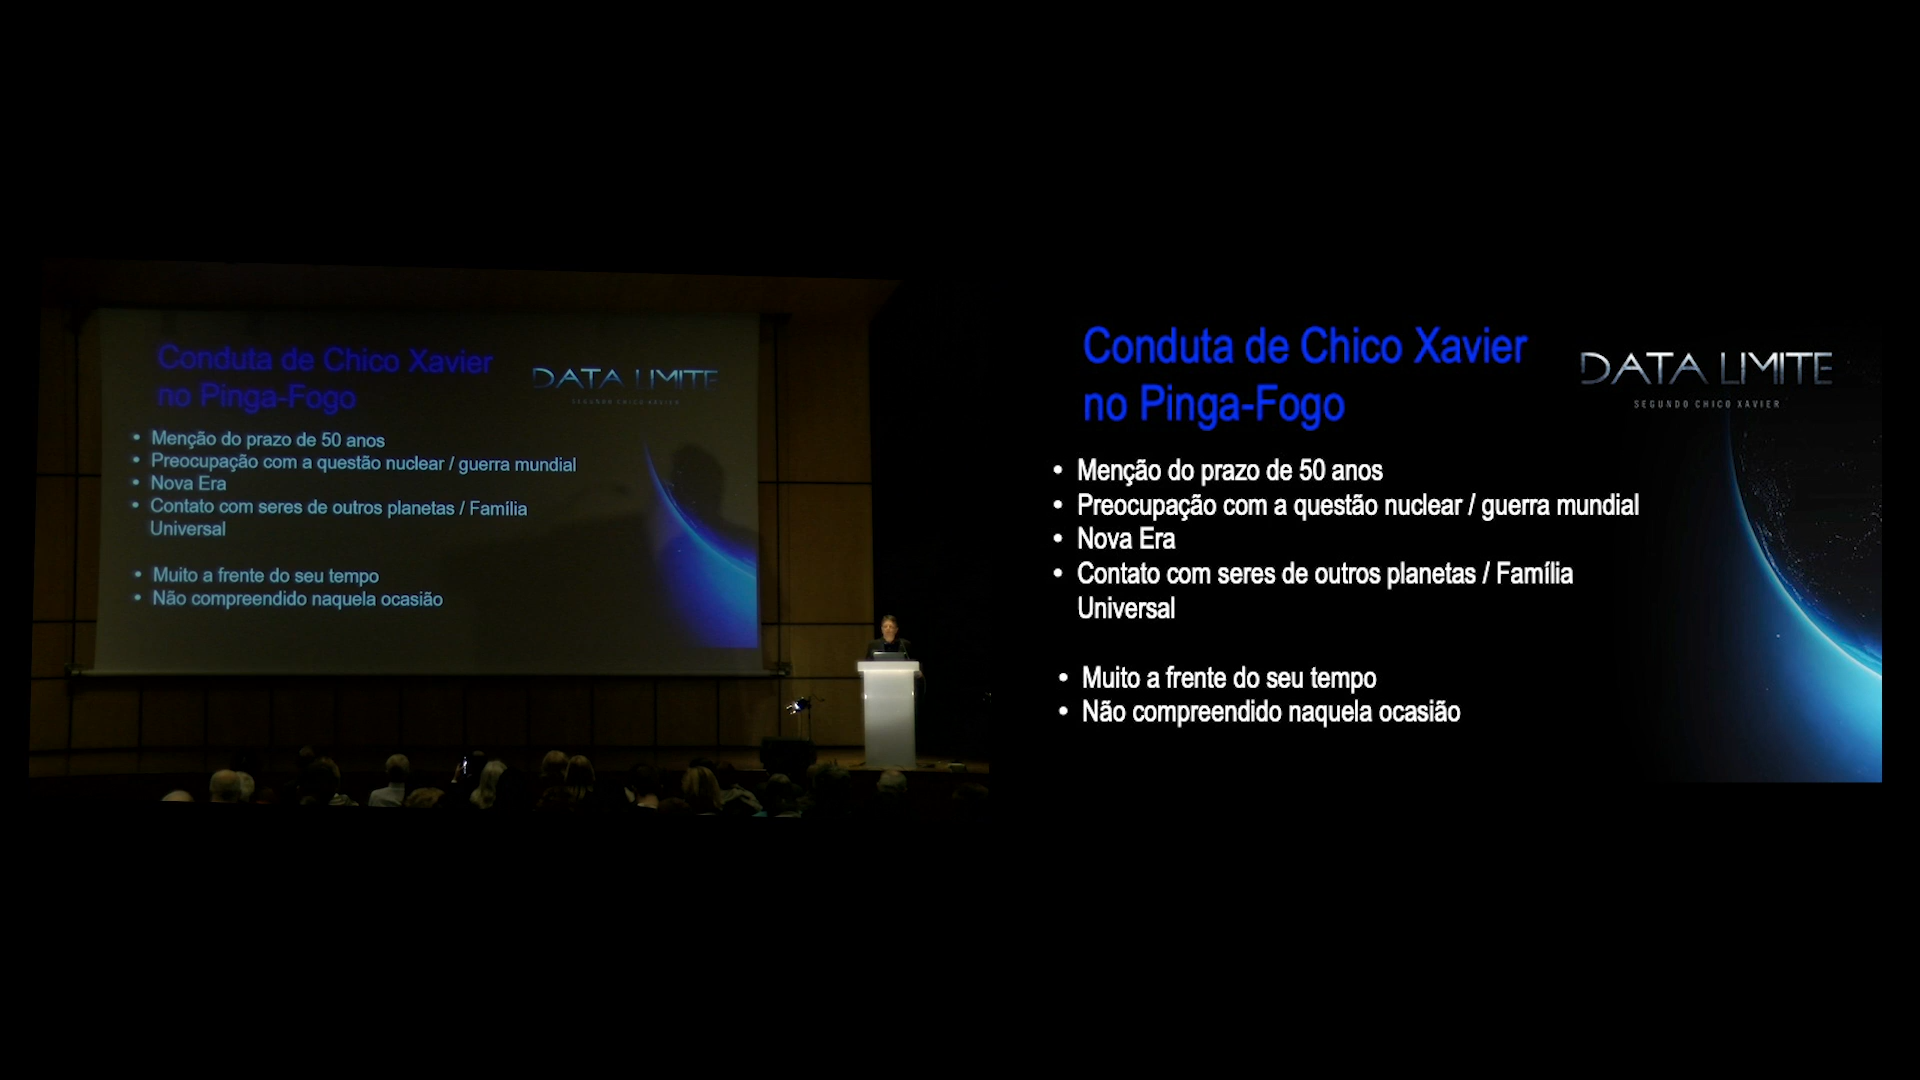 Conduta de Chico Xavier
no Pinga-Fogo
DATA LIMITE
SEGUNDO CHICO XAVIER
• Menção do prazo de 50 anos
• Preocupação com a questão nuclear / guerra mundial
• Nova Era
• Contato com seres de outros planetas / Família
Universal
• Muito a frente do seu tempo
• Não compreendido naquela ocasião
Conduta de Chico Xavier
no Pinga-Fogo
DATA LIMITE
SEGUNDO CHICO XAVIER
• Menção do prazo de 50 anos
• Preocupação com a questão nuclear / guerra mundial
• Nova Era
• Contato com seres de outros planetas / Família
Universal
• Muito a frente do seu tempo
• Não compreendido naquela ocasião